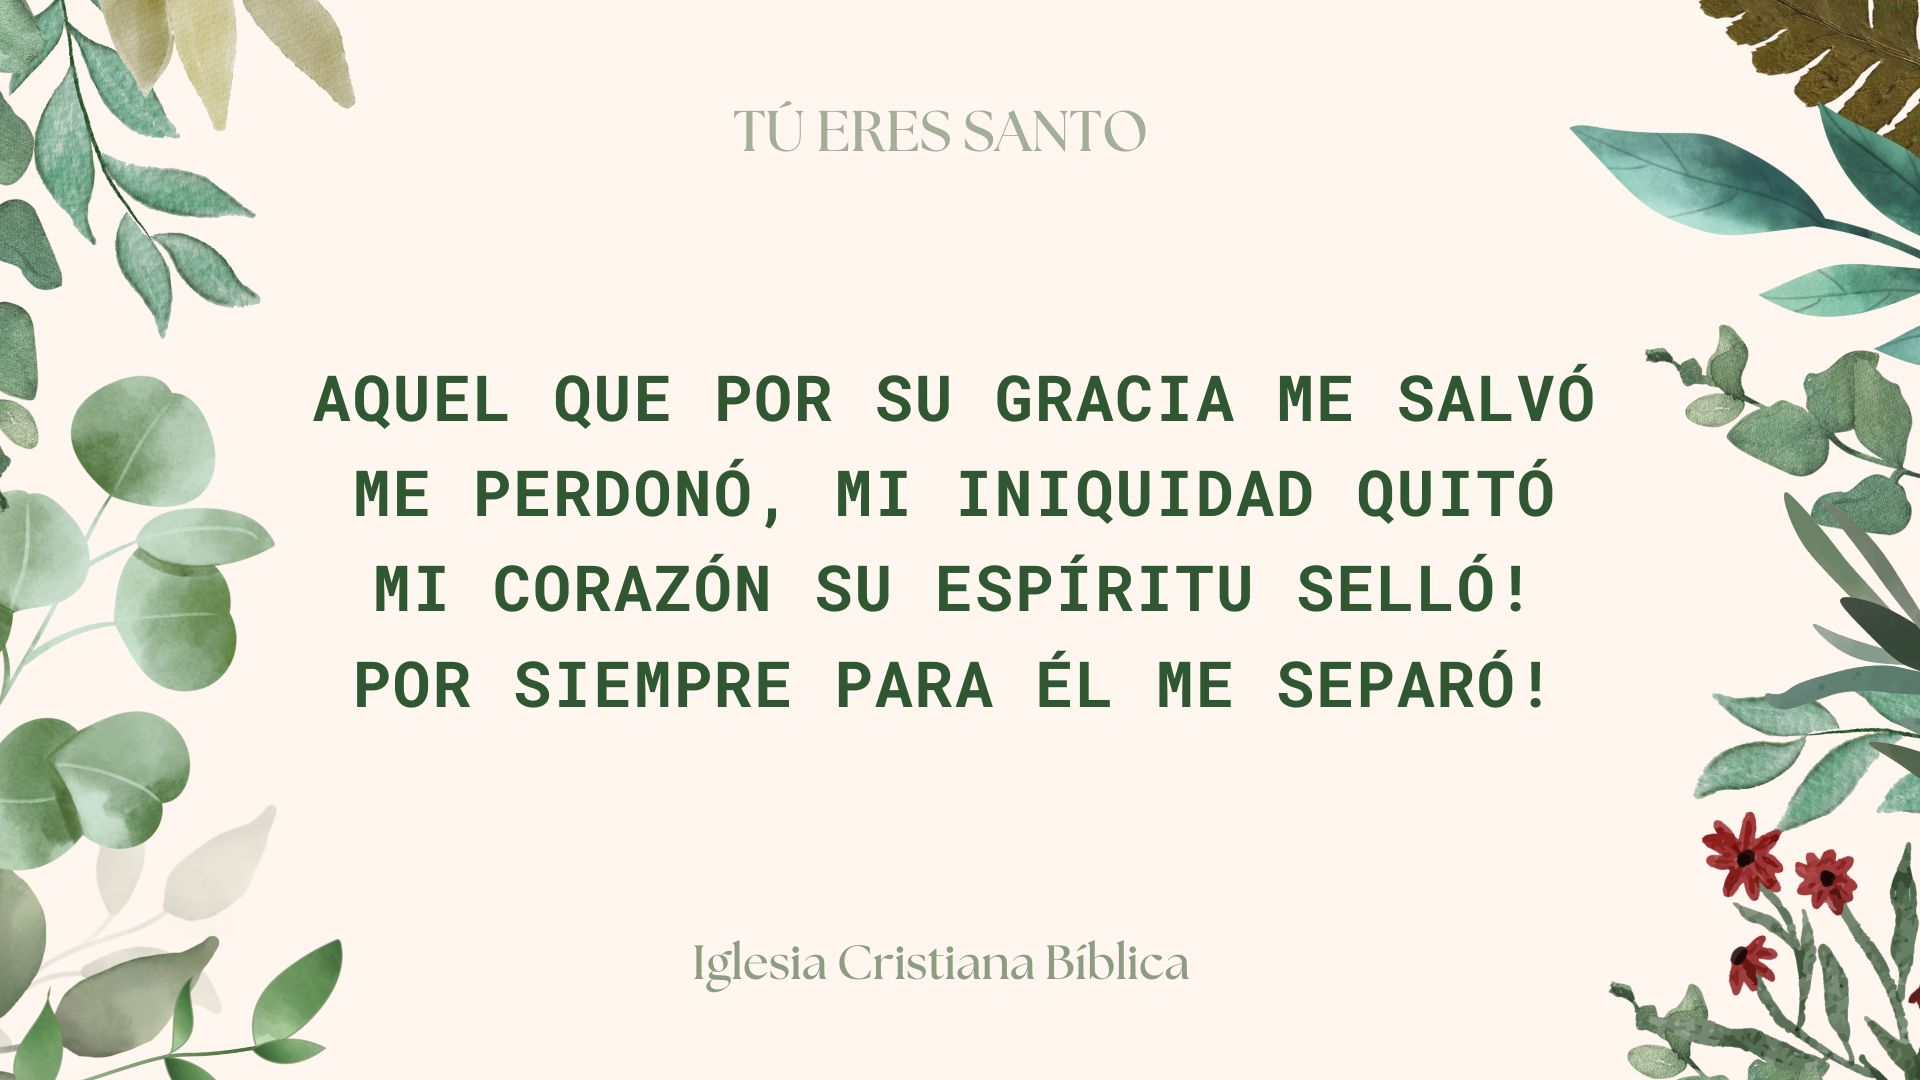 TÚ ERES SANTO
AQUEL QUE POR SU GRACIA ME SALVÓ
ME PERDONÓ, MI INIQUIDAD QUITÓ
MI CORAZÓN SU ESPÍRITU SELLÓ!
POR SIEMPRE PARA ÉL ME SEPARÓ!
Iglesia Cristiana Bíblica